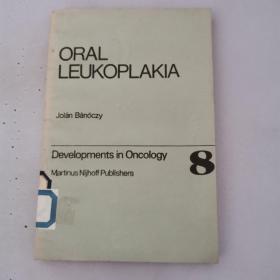 ORAL
LEUKOPLAKIA
Jolán Bánóczy
Developments in Oncology 8
Martinus Nijhoff Publishers